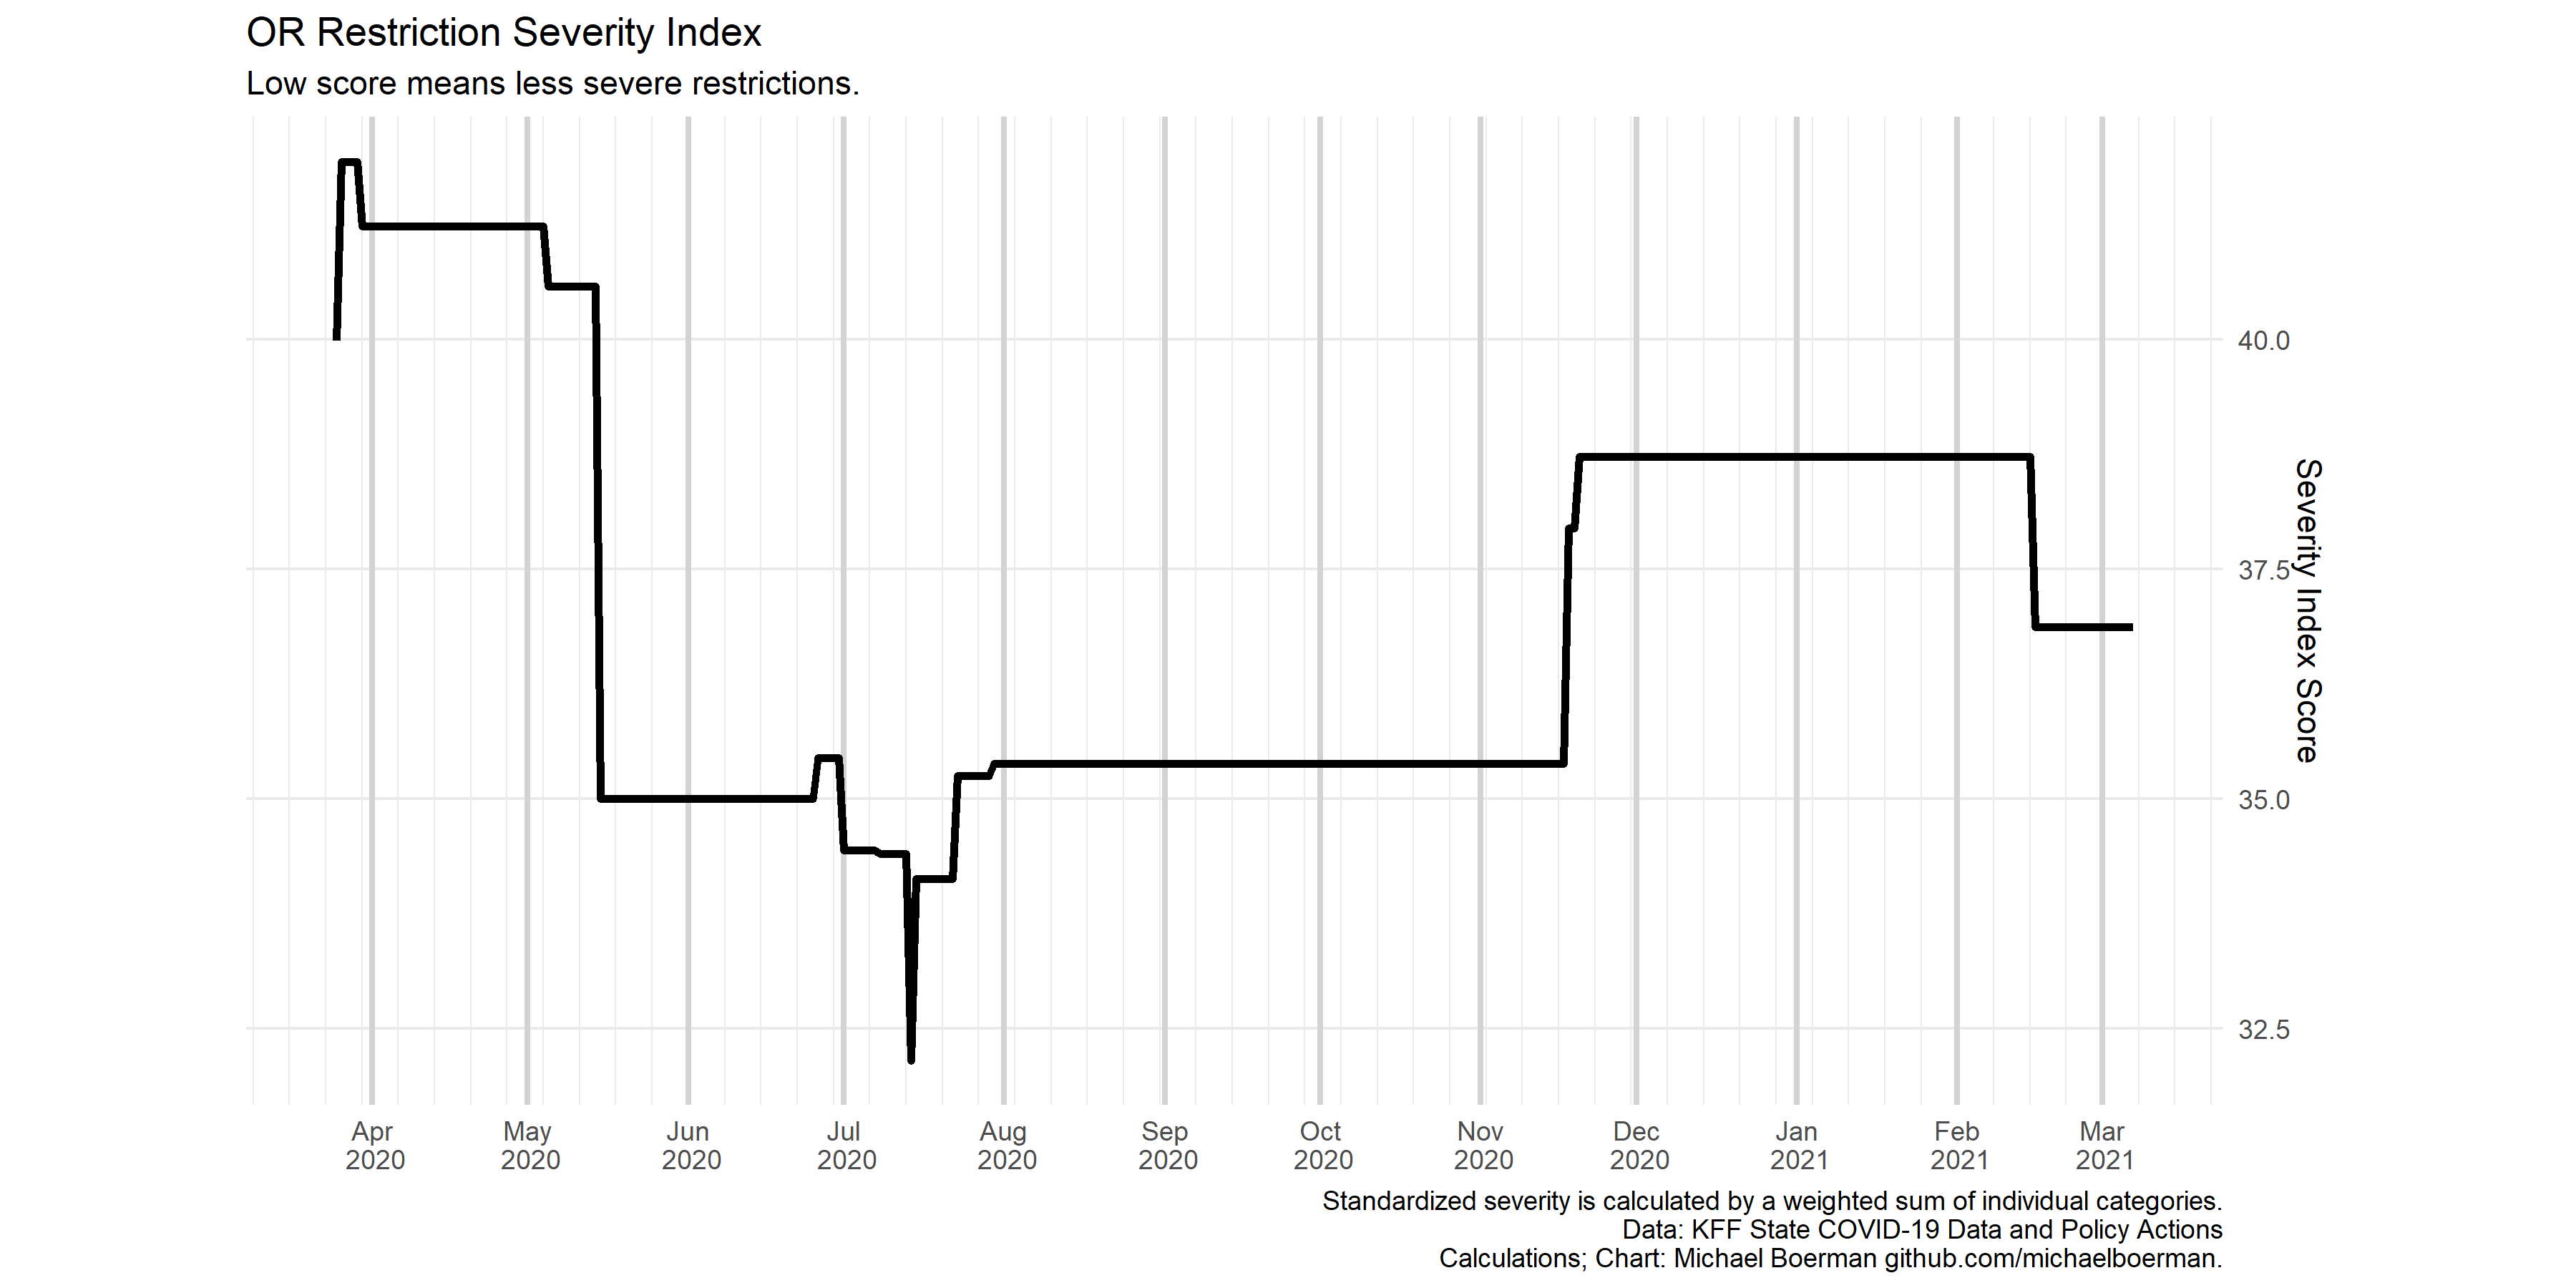 OR Restriction Severity Index
Low score means less severe restrictions.
40.0
37.5
35.0
32.5
Severity Index Score
Apr May Jun Jul Aug Sep Oct Nov Dec Jan Feb Mar
2020 2020 2020 2020 2020 2020 2020 2020 2020 2021 2021 2021
Standardized severity is calculated by a weighted sum of individual categories.
Data: KFF State COVID-19 Data and Policy Actions
Calculations; Chart: Michael Boerman github.com/michaelboerman.